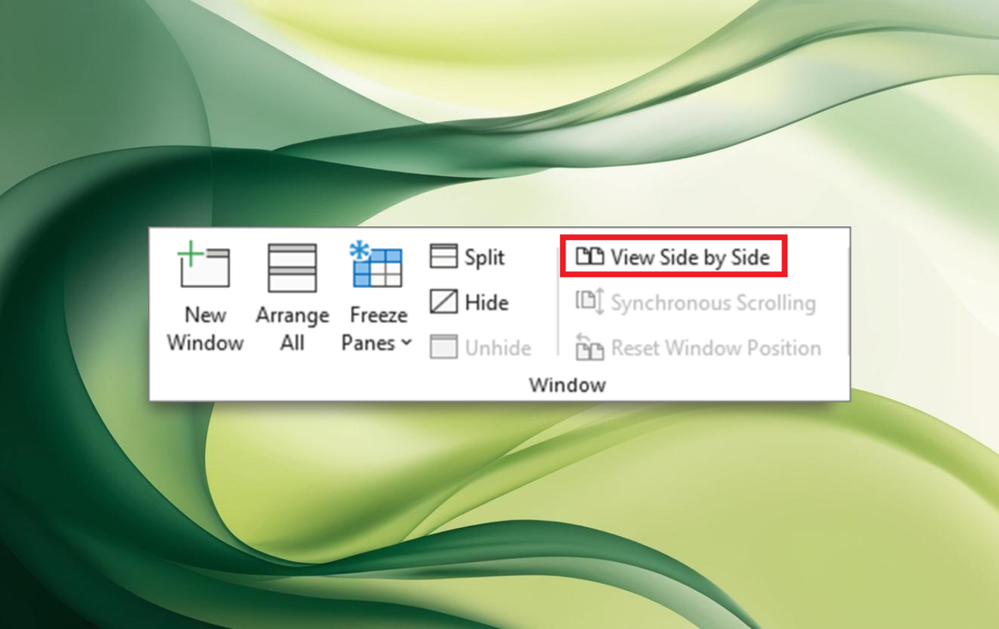 New
Window
Arrange
All
Freeze
Panes
Split
Hide
Unhide
View Side by Side
Synchronous Scrolling
Reset Window Position
Window